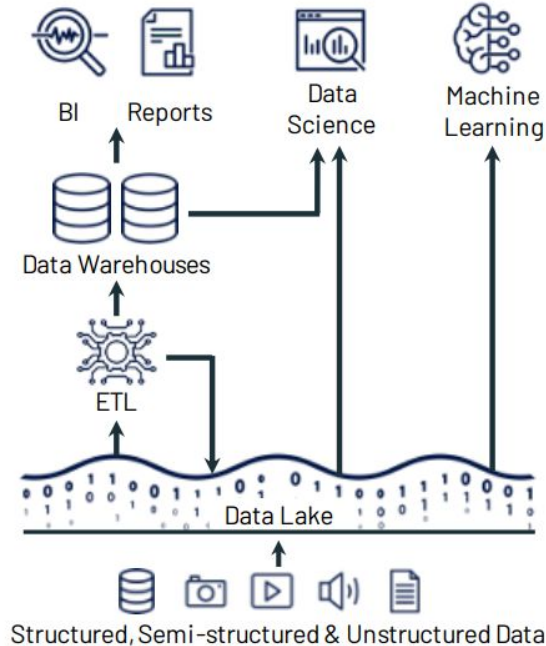 BI
Reports
Data
Science
Machine
Learning
Data Warehouses
ETL
Data Lake
Structured, Semi-structured & Unstructured Data